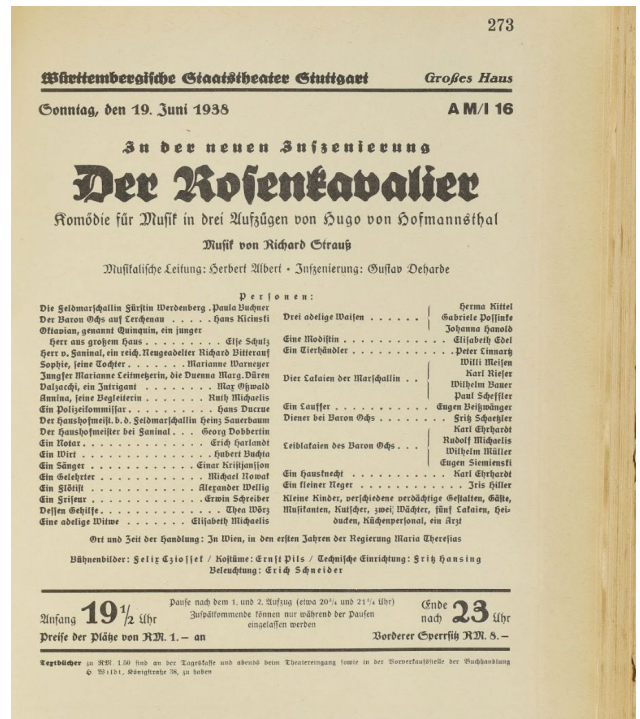 273
Württembergische Staatstheater Stuttgart Großes Haus
Sonntag, den 19. Juni 1938 A M/I 16
In der neuen Inszenierung
Der Rosenkavalier
Komödie für Musik in drei Aufzügen von Hugo von Hofmannsthal
Musik von Richard Strauß
Musikalische Leitung: Herbert Albert • Inszenierung: Gustav Deharde
Personen:
Die Feldmarschallin Fürstin Werdenberg . Paula Buchner
Der Baron Ochs auf Lerchenau . . . . . Hans Kicinski
Oktavian, genannt Quinquin, ein junger
Herr aus großem Haus . . . . . . . . . Else Schulz
Herr v. Faninal, ein reich. Neugeadelter Richard Bitterauf
Sophie, seine Tochter . . . . . . Marianne Warneyer
Jungfer Marianne Leitmetzerin, die Duenna Marg. Düren
Valzacchi, ein Intrigant . . . . . . Max Oßwald
Annina, seine Begleiterin . . . . . Ruth Michaelis
Ein Polizeikommissar . . . . . . . . Hans Ducrue
Der Haushofmeist. b. d. Feldmarschallin Heinz Sauerbaum
Der Haushofmeister bei Faninal . . . Georg Dobbertin
Ein Notar . . . . . . . . . . . . Erich Harlandt
Ein Wirt . . . . . . . . . . . . . Hubert Buchta
Ein Sänger . . . . . . . . . . Einar Kristjansson
Ein Gelehrter . . . . . . . . . . Michael Nowak
Ein Flötist . . . . . . . . . . Alexander Wellig
Ein Friseur . . . . . . . . . . . Erwin Schreiber
Dessen Gehilfe . . . . . . . . . . . Thea Wörz
Eine adelige Witwe . . . . . . Elisabeth Michaelis
Drei adelige Waisen . . . . . . Herma Kittel
Gabriele Possinke
Johanna Hanold
Eine Modistin . . . . . . . . . . Elisabeth Edel
Ein Tierhändler . . . . . . . . . . Peter Linnartz
Vier Lakaien der Marschallin . . Willi Meisen
Karl Rieser
Wilhelm Bauer
Paul Scheffler
Ein Lauffer . . . . . . . . . Eugen Beißwänger
Diener bei Baron Ochs . . . . . . . Fritz Schaetzler
Leiblakaien des Baron Ochs . . . Karl Ehrhardt
Rudolf Michaelis
Wilhelm Müller
Eugen Siemienski
Ein Hausknecht . . . . . . . . . Karl Ehrhardt
Ein kleiner Neger . . . . . . . . . . . Iris Hiller
Kleine Kinder, verschiedene verdächtige Gestalten, Gäste,
Musikanten, Kutscher, zwei Wächter, fünf Lakaien, Hei-
ducken, Küchenpersonal, ein Arzt
Ort und Zeit der Handlung: In Wien, in den ersten Jahren der Regierung Maria Theresias
Bühnenbilder: Felix Cziossek / Kostüme: Ernst Pils / Technische Einrichtung: Fritz Hansing
Beleuchtung: Erich Schneider
Anfang 19 1/2 Uhr
Pause nach dem 1. und 2. Aufzug (etwa 20 3/4 und 21 3/4 Uhr)
Zuspätkommende können nur während der Pausen
eingelassen werden
Ende nach 23 Uhr
Preise der Plätze von RM. 1.– an Vorderer Sperrsitz RM. 8.–
Textbücher zu RM. 1.50 sind an der Tageskasse und abends beim Theatereingang sowie in der Vorverkaufsstelle der Buchhandlung
Wildt, Königstraße 38, zu haben